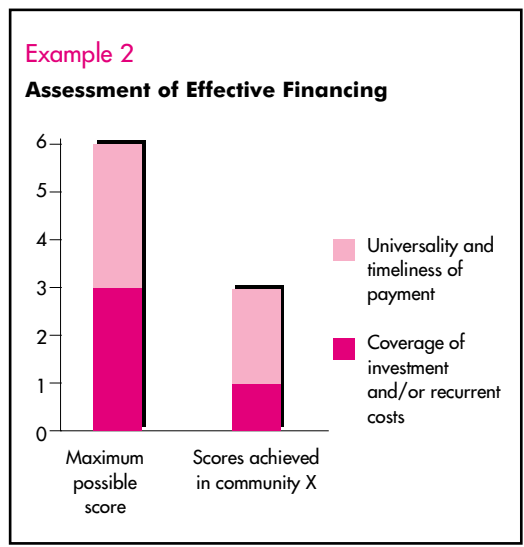 Example 2
Assessment of Effective Financing
6
5
4
3
2
1
0
Universality and
timeliness of
payment
Coverage of
investment
and/or recurrent
costs
Maximum
possible
score
Scores achieved
in community X